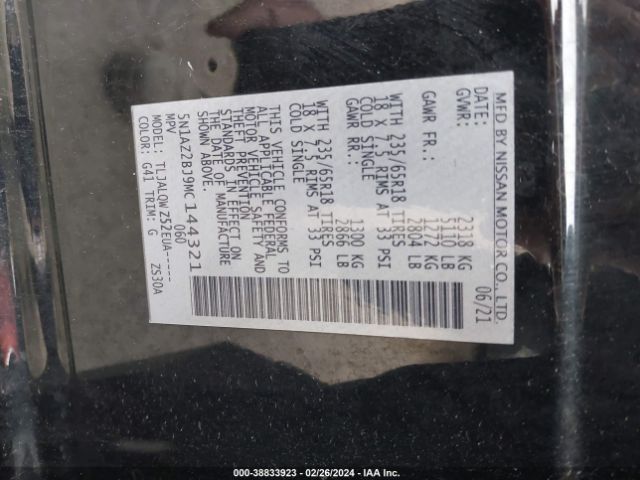 MFD BY NISSAN MOTOR CO., LTD.
DATE: 06/21
GVWR: 2318 KG
5110 LB
GAWR FR.: 1272 KG
2804 LB
WITH 235/65R18 TIRES
18 X 7.5 RIMS AT 33 PSI
COLD SINGLE
GAWR RR.: 1300 KG
2866 LB
WITH 235/65R18 TIRES
18 X 7.5 RIMS AT 33 PSI
COLD SINGLE
THIS VEHICLE CONFORMS TO
ALL APPLICABLE FEDERAL
MOTOR VEHICLE SAFETY AND
THEFT PREVENTION
STANDARDS IN EFFECT ON
THE DATE OF MANUFACTURE
SHOWN ABOVE.
5N1AZ2BJ9MC144321
MPV 060
MODEL: TLJALQWZ52EUA-----
COLOR: G41 TRIM: G ZS30A
000-38833923 - 02/26/2024 - IAA Inc.